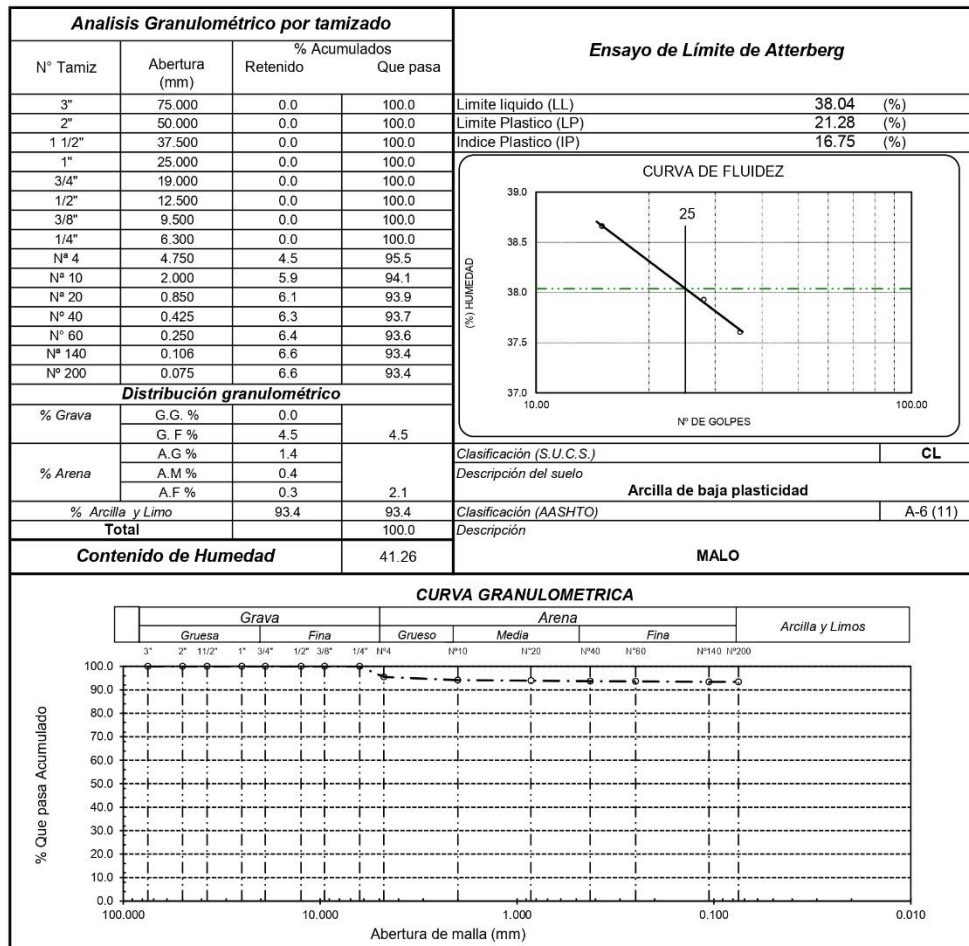 Analisis Granulométrico por tamizado
N° Tamiz Abertura (mm) % Acumulados
Retenido Que pasa
3" 75.000 0.0 100.0
2" 50.000 0.0 100.0
1 1/2" 37.500 0.0 100.0
1" 25.000 0.0 100.0
3/4" 19.000 0.0 100.0
1/2" 12.500 0.0 100.0
3/8" 9.500 0.0 100.0
1/4" 6.300 0.0 100.0
Nª 4 4.750 4.5 95.5
Nª 10 2.000 5.9 94.1
Nª 20 0.850 6.1 93.9
Nª 40 0.425 6.3 93.7
N° 60 0.250 6.4 93.6
Nª 140 0.106 6.6 93.4
Nº 200 0.075 6.6 93.4
Distribución granulométrico
% Grava G.G. % 0.0
G. F % 4.5 4.5
A.G % 1.4
% Arena A.M % 0.4
A.F % 0.3 2.1
% Arcilla y Limo 93.4 93.4
Total 100.0
Contenido de Humedad 41.26
Ensayo de Límite de Atterberg
Limite liquido (LL) 38.04 (%)
Limite Plastico (LP) 21.28 (%)
Indice Plastico (IP) 16.75 (%)
CURVA DE FLUIDEZ
39.0
25
38.5
38.0
37.5
37.0
(%) HUMEDAD
10.00 100.00
Nº DE GOLPES
Clasificación (S.U.C.S.) CL
Descripción del suelo
Arcilla de baja plasticidad
Clasificación (AASHTO) A-6 (11)
Descripción
MALO
CURVA GRANULOMETRICA
Grava Arena Arcilla y Limos
Gruesa Fina Grueso Media Fina
3" 2" 11/2" 1" 3/4" 1/2" 3/8" 1/4" Nº4 Nº10 N°20 Nº40 N°60 Nº140 Nº200
100.0
90.0
80.0
70.0
60.0
50.0
40.0
30.0
20.0
10.0
0.0
% Que pasa Acumulado
100.000 10.000 1.000 0.100 0.010
Abertura de malla (mm)